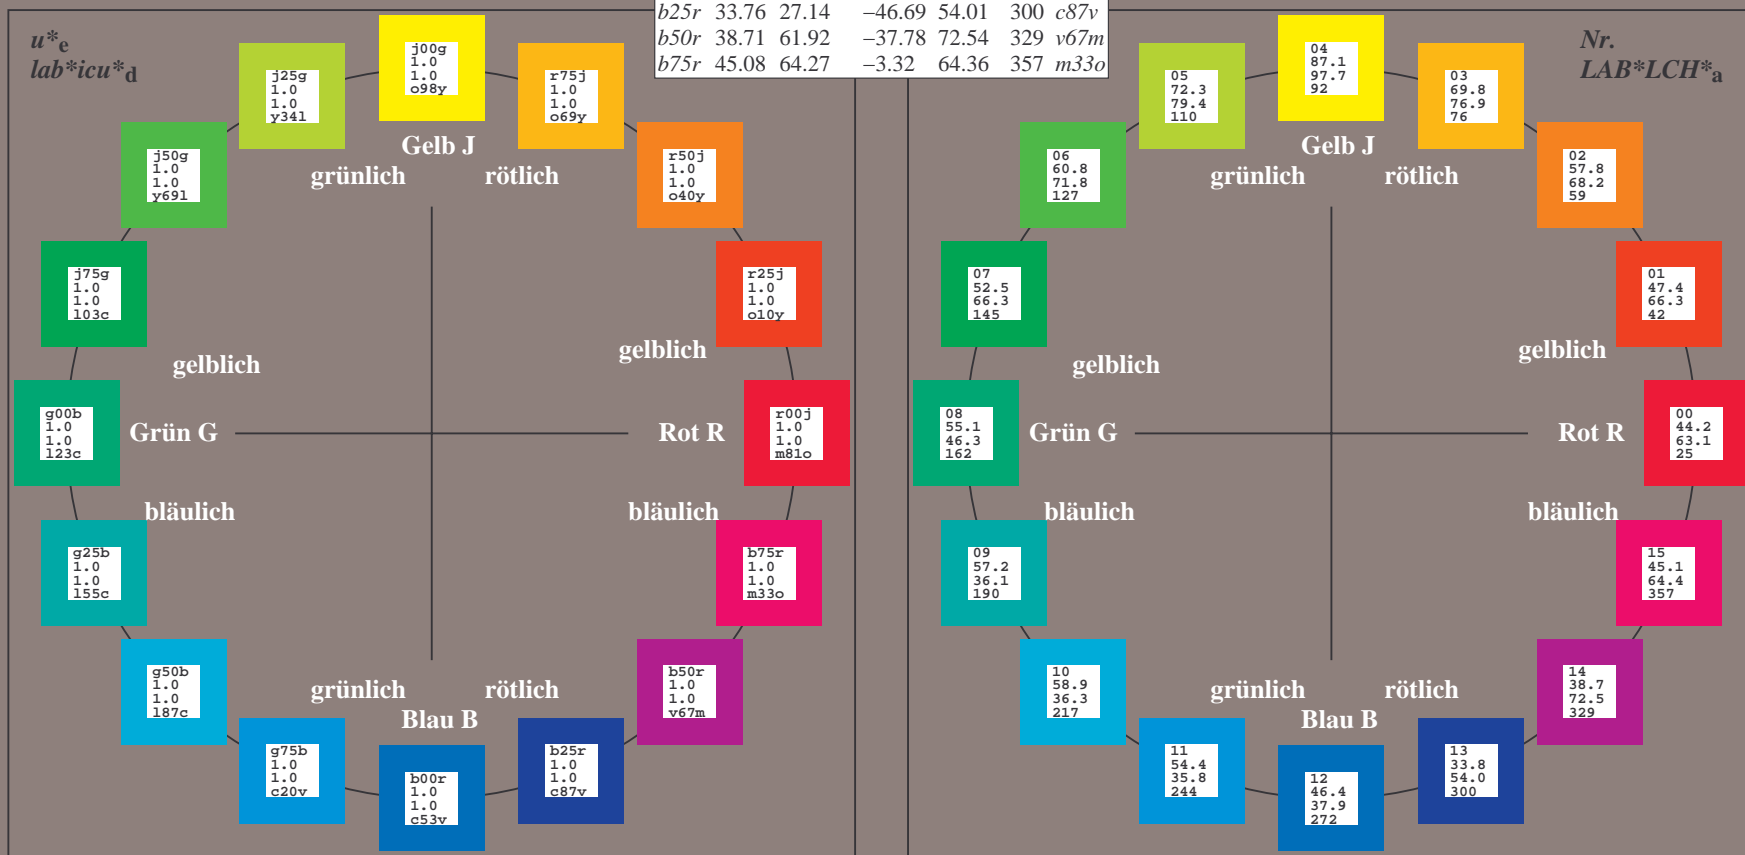 b25r 33.76 27.14 −46.69 54.01 300 c87v
b50r 38.71 61.92 −37.78 72.54 329 v67m
b75r 45.08 64.27 −3.32 64.36 357 m33o
u*e
lab*icu*d
j00g
1.0
1.0
o98y
r75j
1.0
1.0
o69y
r50j
1.0
1.0
o40y
r25j
1.0
1.0
o10y
r00j
1.0
1.0
m81o
b75r
1.0
1.0
m33o
b50r
1.0
1.0
v67m
b25r
1.0
1.0
c87v
b00r
1.0
1.0
c53v
g75b
1.0
1.0
c20v
g50b
1.0
1.0
l87c
g25b
1.0
1.0
l55c
g00b
1.0
1.0
l23c
j75g
1.0
1.0
l03c
j50g
1.0
1.0
y69l
j25g
1.0
1.0
y34l
Gelb J
grünlich rötlich
gelblich
gelblich
Grün G
Rot R
bläulich
bläulich
grünlich rötlich
Blau B
Nr.
LAB*LCH*a
04
87.1
97.7
92
03
69.8
76.9
76
02
57.8
68.2
59
01
47.4
66.3
42
00
44.2
63.1
25
15
45.1
64.4
357
14
38.7
72.5
329
13
33.8
54.0
300
12
46.4
37.9
272
11
54.4
35.8
244
10
58.9
36.3
217
09
57.2
36.1
190
08
55.1
46.3
162
07
52.5
66.3
145
06
60.8
71.8
127
05
72.3
79.4
110
Gelb J
grünlich rötlich
gelblich
gelblich
Grün G
Rot R
bläulich
bläulich
grünlich rötlich
Blau B